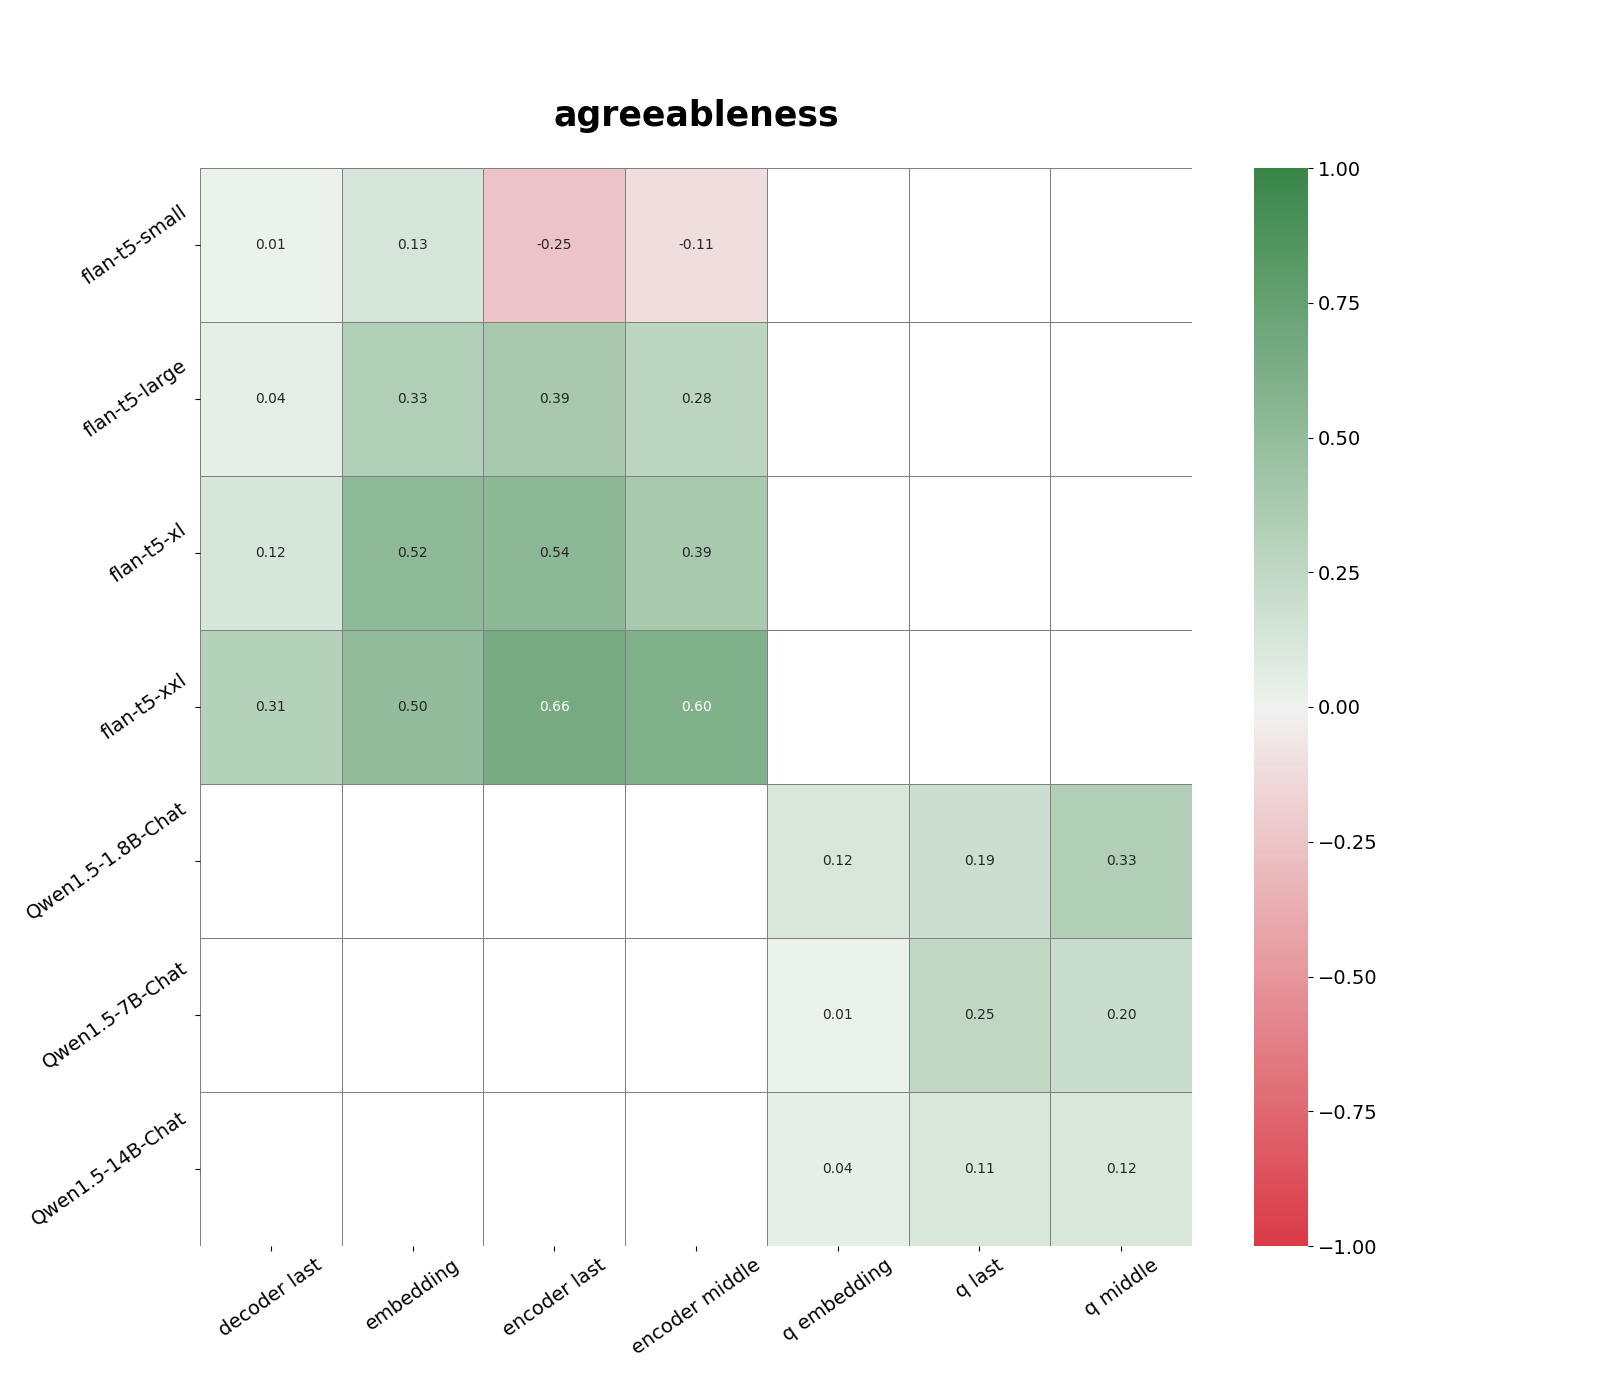 agreeableness
flan-t5-small 0.01 0.13 -0.25 -0.11
flan-t5-large 0.04 0.33 0.39 0.28
flan-t5-xl 0.12 0.52 0.54 0.39
flan-t5-xxl 0.31 0.50 0.66 0.60
Qwen1.5-1.8B-Chat 0.12 0.19 0.33
Qwen1.5-7B-Chat 0.01 0.25 0.20
Qwen1.5-14B-Chat 0.04 0.11 0.12
decoder last embedding encoder last encoder middle q embedding q last q middle
1.00
0.75
0.50
0.25
0.00
−0.25
−0.50
−0.75
−1.00